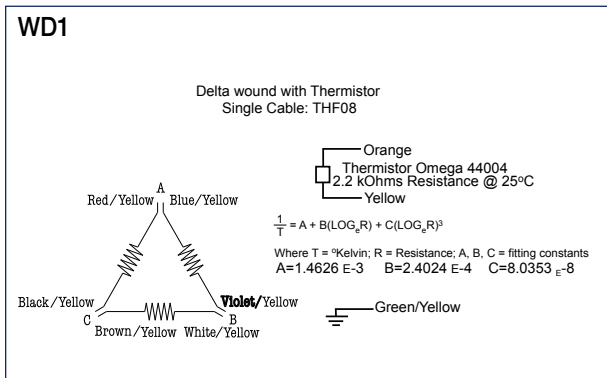 WD1
Delta wound with Thermistor
Single Cable: THF08
Orange
Thermistor Omega 44004
2.2 kOhms Resistance @ 25ºC
Yellow
1/T = A + B(LOGₑR) + C(LOGₑR)³
Where T = ºKelvin; R = Resistance; A, B, C = fitting constants
A=1.4626 E-3 B=2.4024 E-4 C=8.0353 E-8
Green/Yellow
A
Red/Yellow Blue/Yellow
Black/Yellow Violet/Yellow
C B
Brown/Yellow White/Yellow